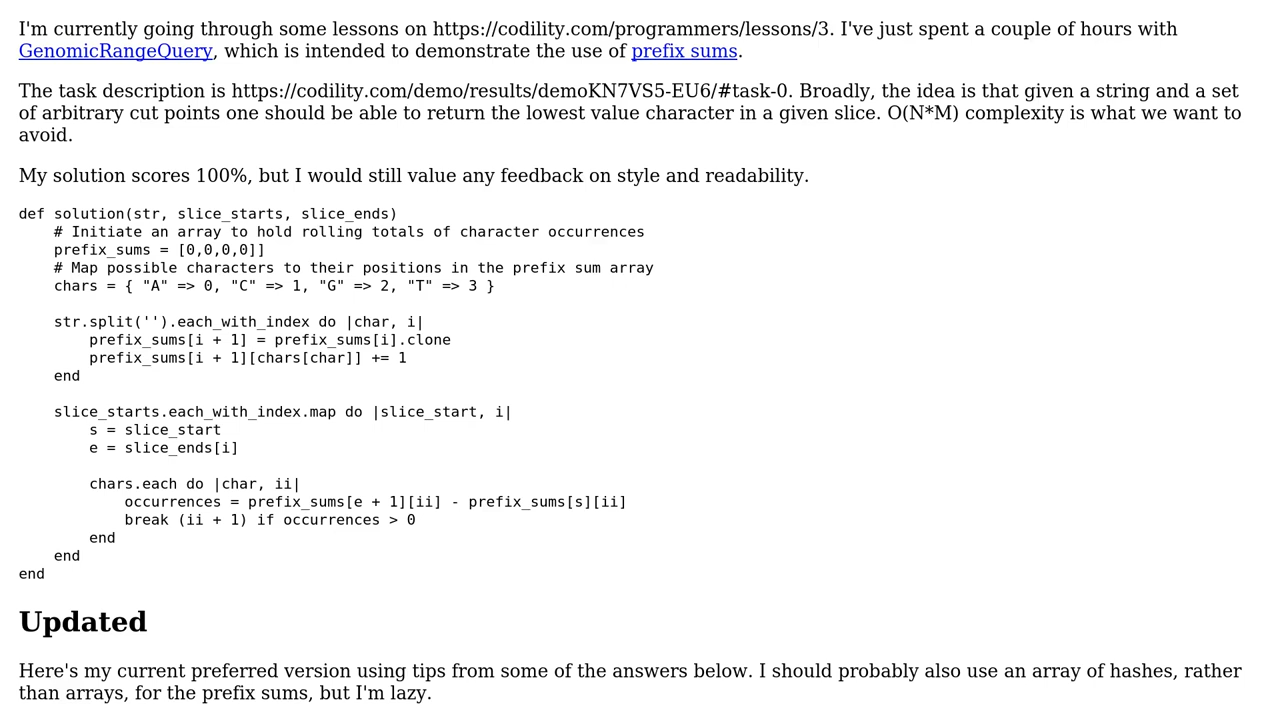 I'm currently going through some lessons on https://codility.com/programmers/lessons/3. I've just spent a couple of hours with
GenomicRangeQuery, which is intended to demonstrate the use of prefix sums.
The task description is https://codility.com/demo/results/demoKN7VS5-EU6/#task-0. Broadly, the idea is that given a string and a set
of arbitrary cut points one should be able to return the lowest value character in a given slice. O(N*M) complexity is what we want to
avoid.
My solution scores 100%, but I would still value any feedback on style and readability.
def solution(str, slice_starts, slice_ends)
    # Initiate an array to hold rolling totals of character occurrences
    prefix_sums = [0,0,0,0]]
    # Map possible characters to their positions in the prefix sum array
    chars = { "A" => 0, "C" => 1, "G" => 2, "T" => 3 }
    str.split('').each_with_index do |char, i|
        prefix_sums[i + 1] = prefix_sums[i].clone
        prefix_sums[i + 1][chars[char]] += 1
    end
    slice_starts.each_with_index.map do |slice_start, i|
        s = slice_start
        e = slice_ends[i]
        chars.each do |char, ii|
            occurrences = prefix_sums[e + 1][ii] - prefix_sums[s][ii]
            break (ii + 1) if occurrences > 0
        end
    end
end
Updated
Here's my current preferred version using tips from some of the answers below. I should probably also use an array of hashes, rather
than arrays, for the prefix sums, but I'm lazy.